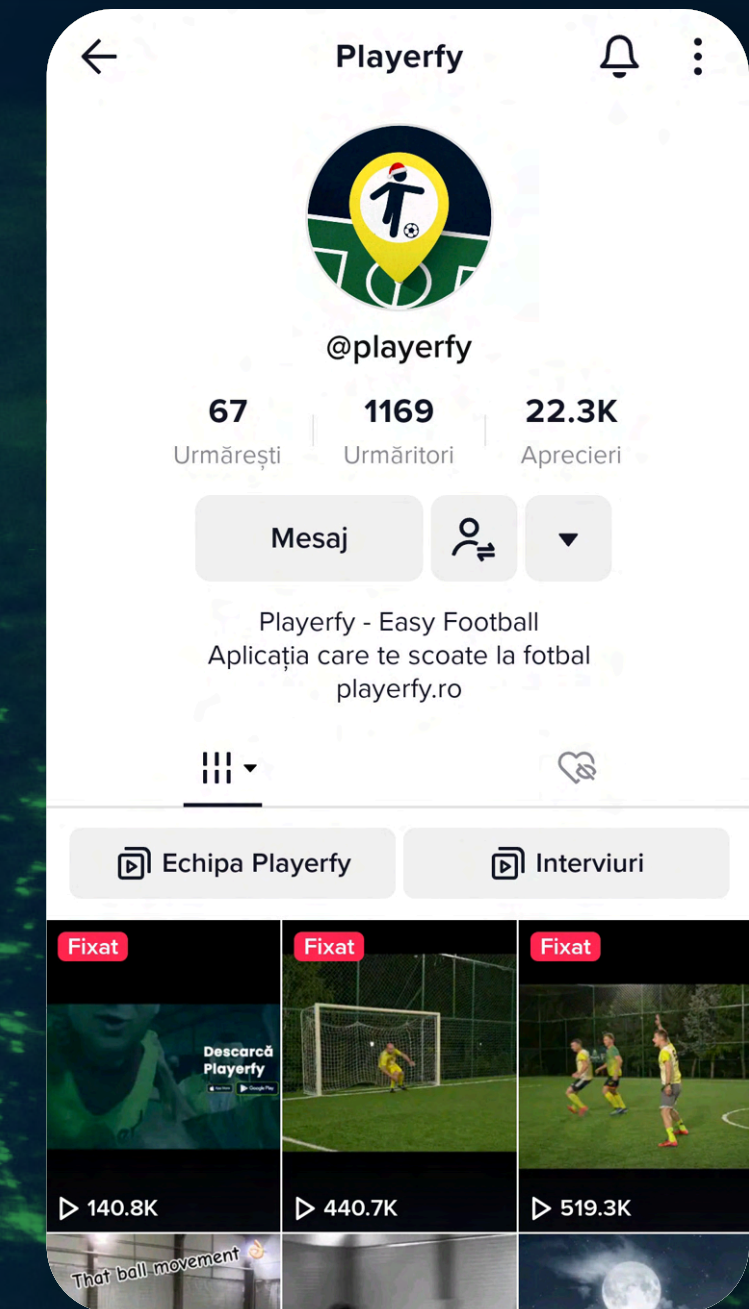 Playerfy
@playerfy
67 1169 22.3K
Urmărești Urmăritori Aprecieri
Mesaj
Playerfy - Easy Football
Aplicația care te scoate la fotbal
playerfy.ro
Echipa Playerfy Interviuri
Fixat Fixat Fixat
Descarcă
Playerfy
Google Play
140.8K 440.7K 519.3K
That ball movement 👌🏻